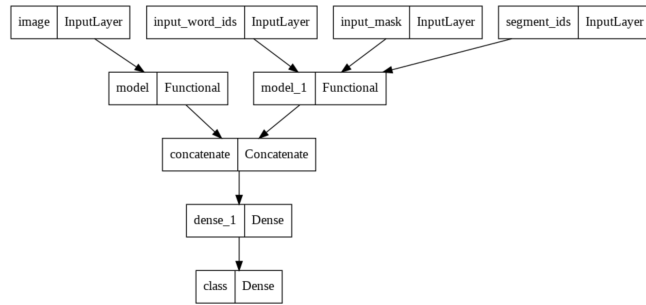 image InputLayer input_word_ids InputLayer input_mask InputLayer segment_ids InputLayer
model Functional model_1 Functional
concatenate Concatenate
dense_1 Dense
class Dense